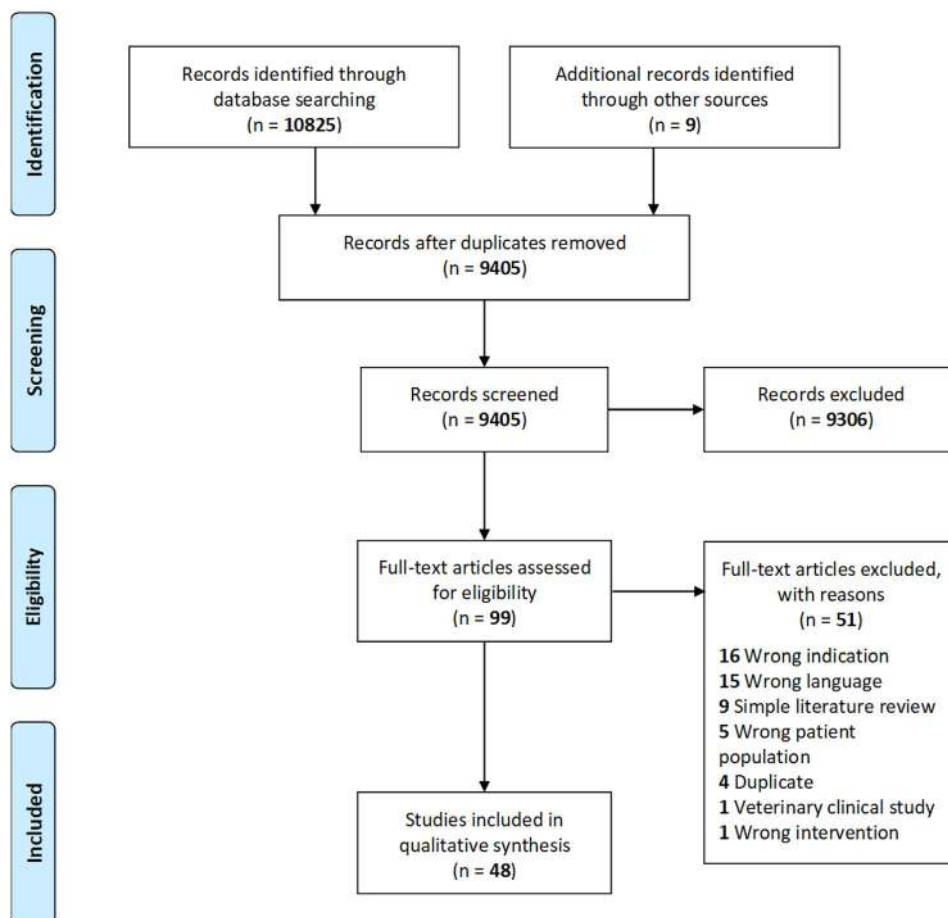 Identification
Records identified through
database searching
(n = 10825)
Additional records identified
through other sources
(n = 9)
Records after duplicates removed
(n = 9405)
Screening
Records screened
(n = 9405)
Records excluded
(n = 9306)
Eligibility
Full-text articles assessed
for eligibility
(n = 99)
Full-text articles excluded,
with reasons
(n = 51)
16 Wrong indication
15 Wrong language
9 Simple literature review
5 Wrong patient
population
4 Duplicate
1 Veterinary clinical study
1 Wrong intervention
Included
Studies included in
qualitative synthesis
(n = 48)